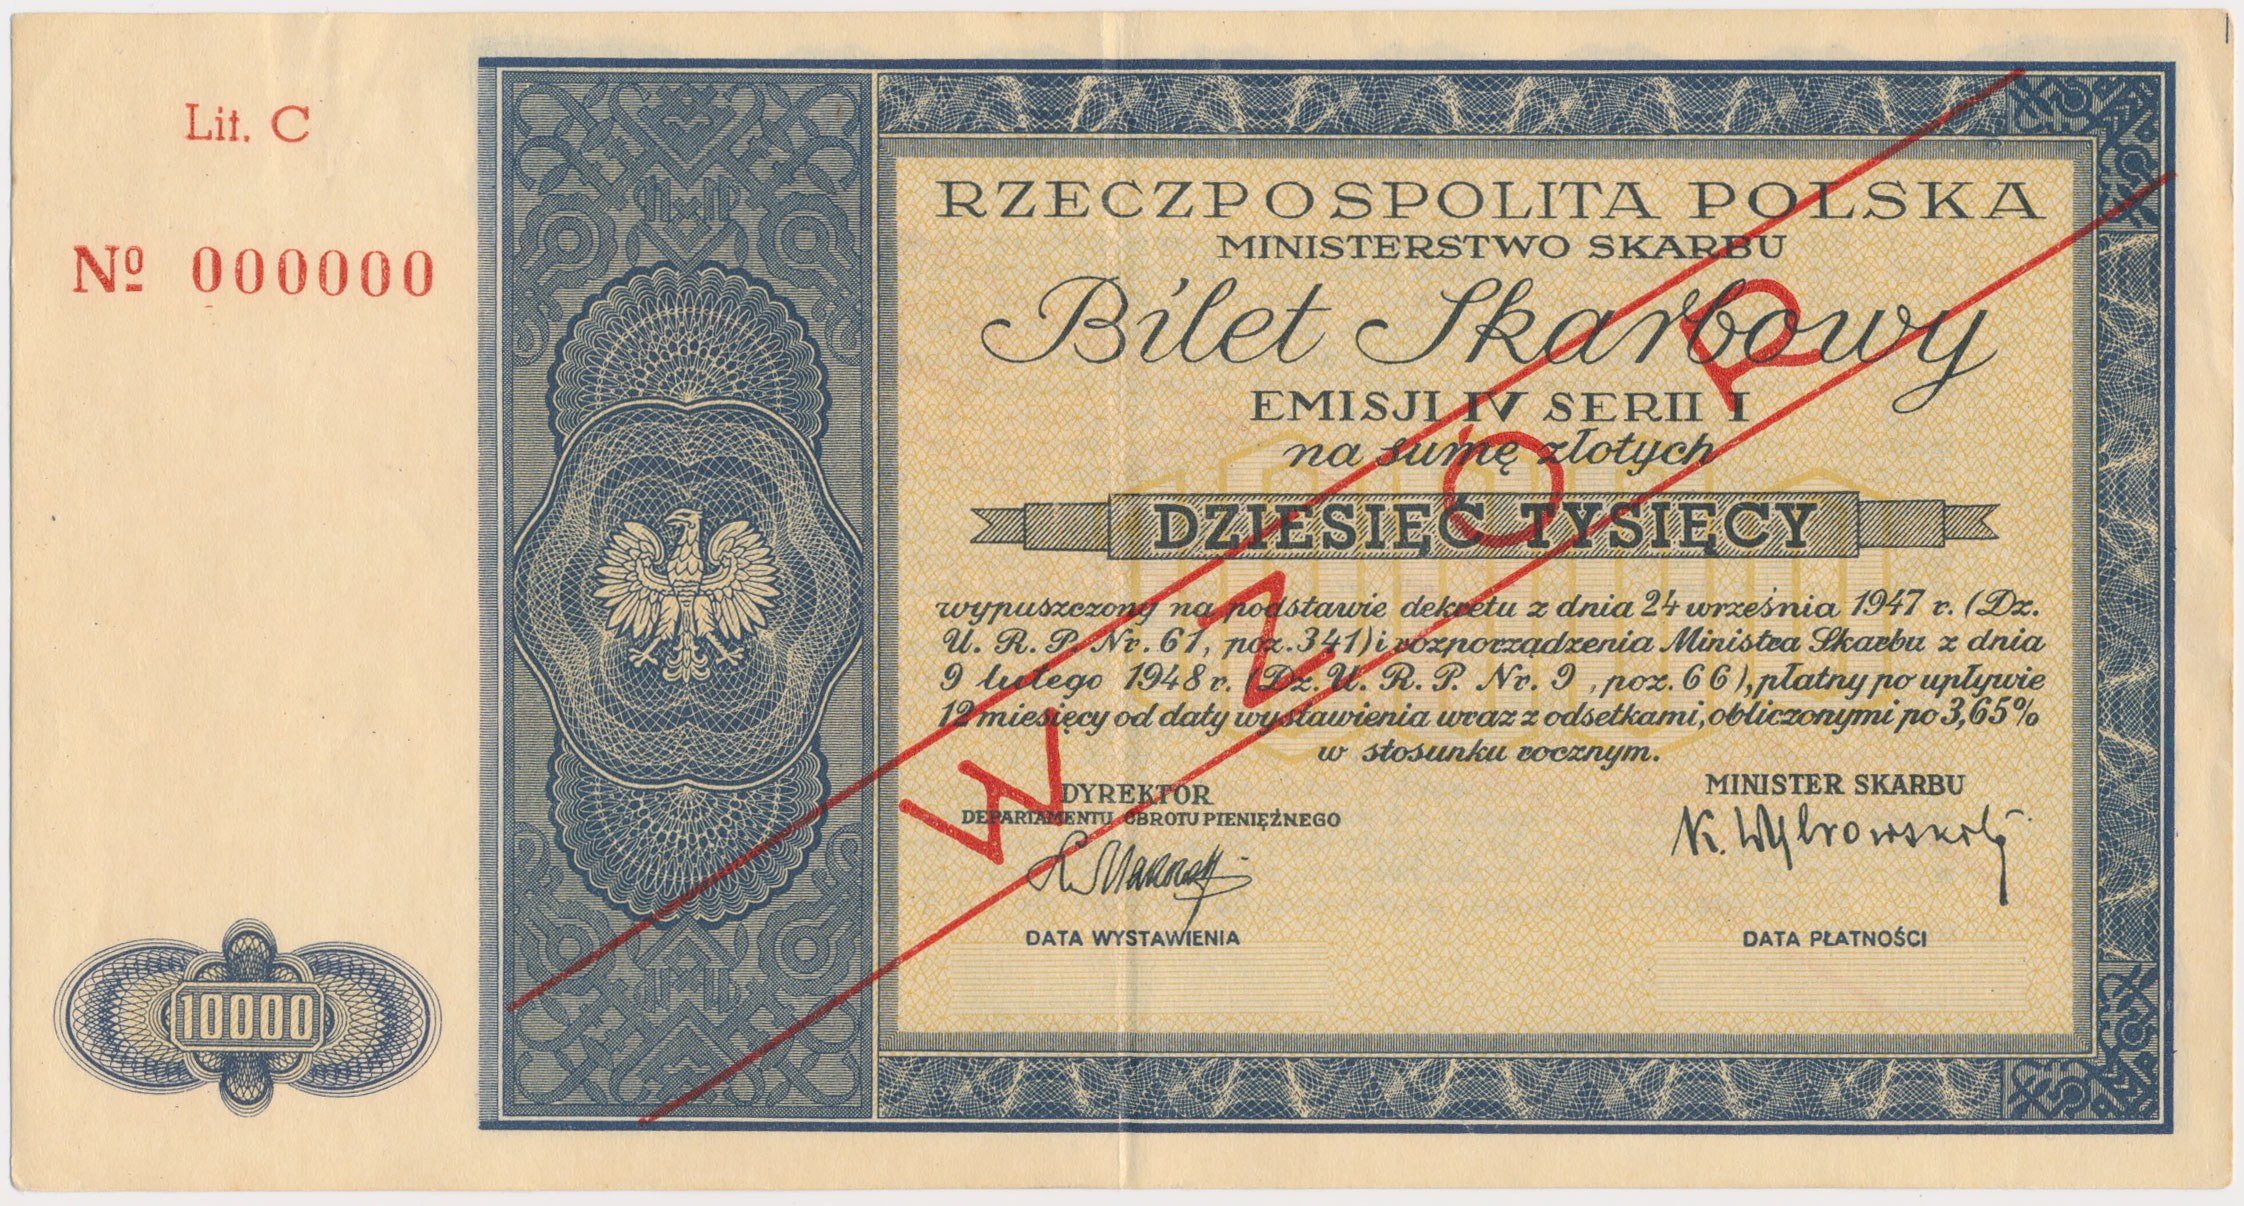 Lit. C
Nº 000000
10000
RZECZPOSPOLITA POLSKA
MINISTERSTWO SKARBU
Bilet Skarbowy
EMISJI IV SERII I
na sumę złotych
DZIESIĘĆ TYSIĘCY
wypuszczony na podstawie dekretu z dnia 24 września 1947 r. (Dz.
U. R. P. Nr. 61, poz. 341) i rozporządzenia Ministra Skarbu z dnia
9 lutego 1948 r. (Dz. U. R. P. Nr. 9, poz. 66), płatny po upływie
12 miesięcy od daty wystawienia wraz z odsetkami, obliczonymi po 3,65%
w stosunku rocznym.
DYREKTOR
DEPARTAMENTU OBROTU PIENIĘŻNEGO
MINISTER SKARBU
DATA WYSTAWIENIA
DATA PŁATNOŚCI
WZÓR